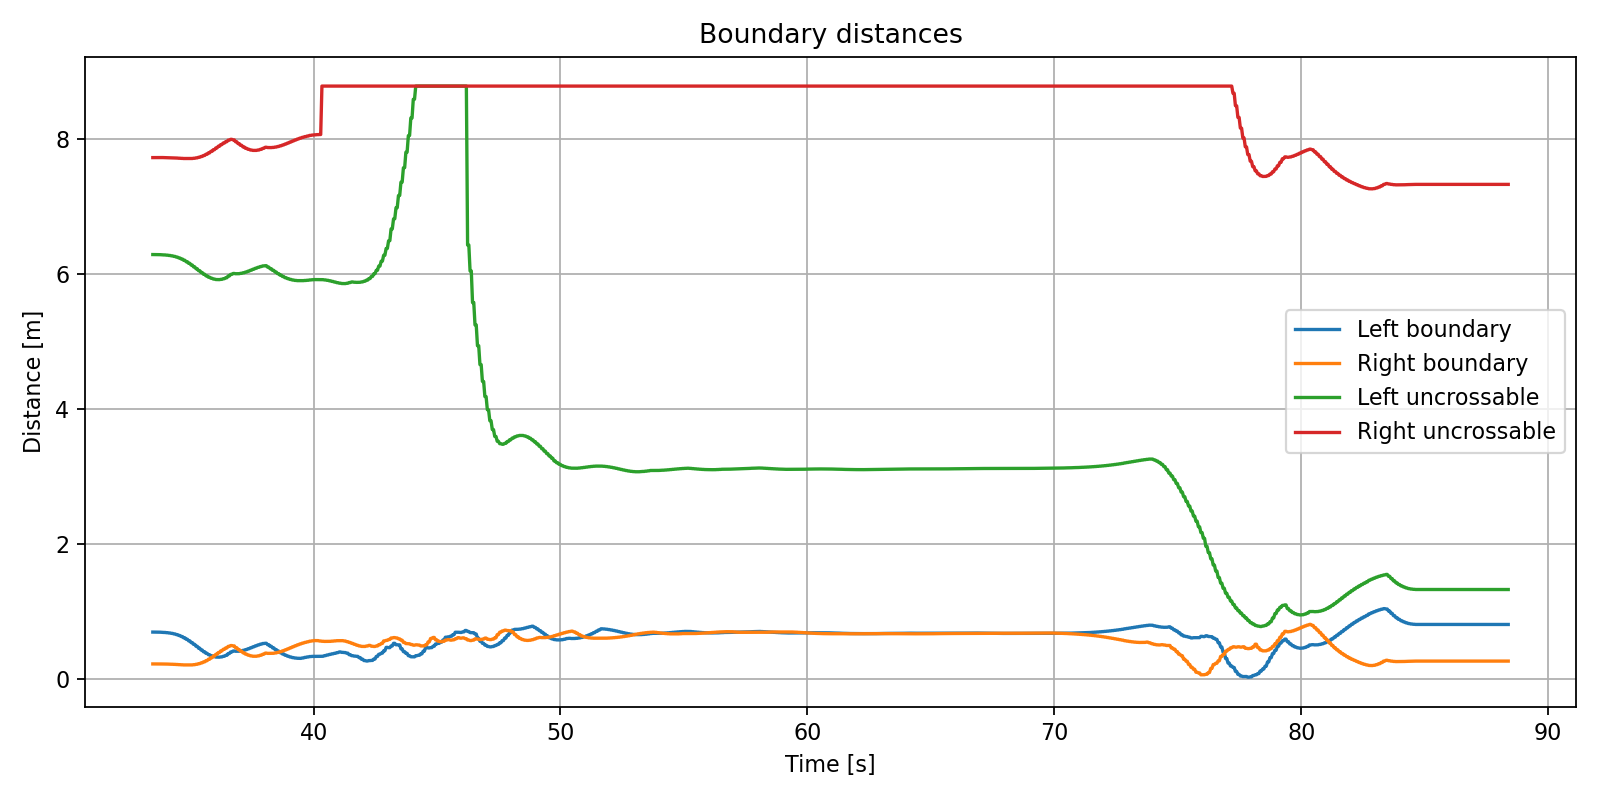 Boundary distances
Distance [m]
8
6
4
2
0
Left boundary
Right boundary
Left uncrossable
Right uncrossable
40 50 60 70 80 90
Time [s]